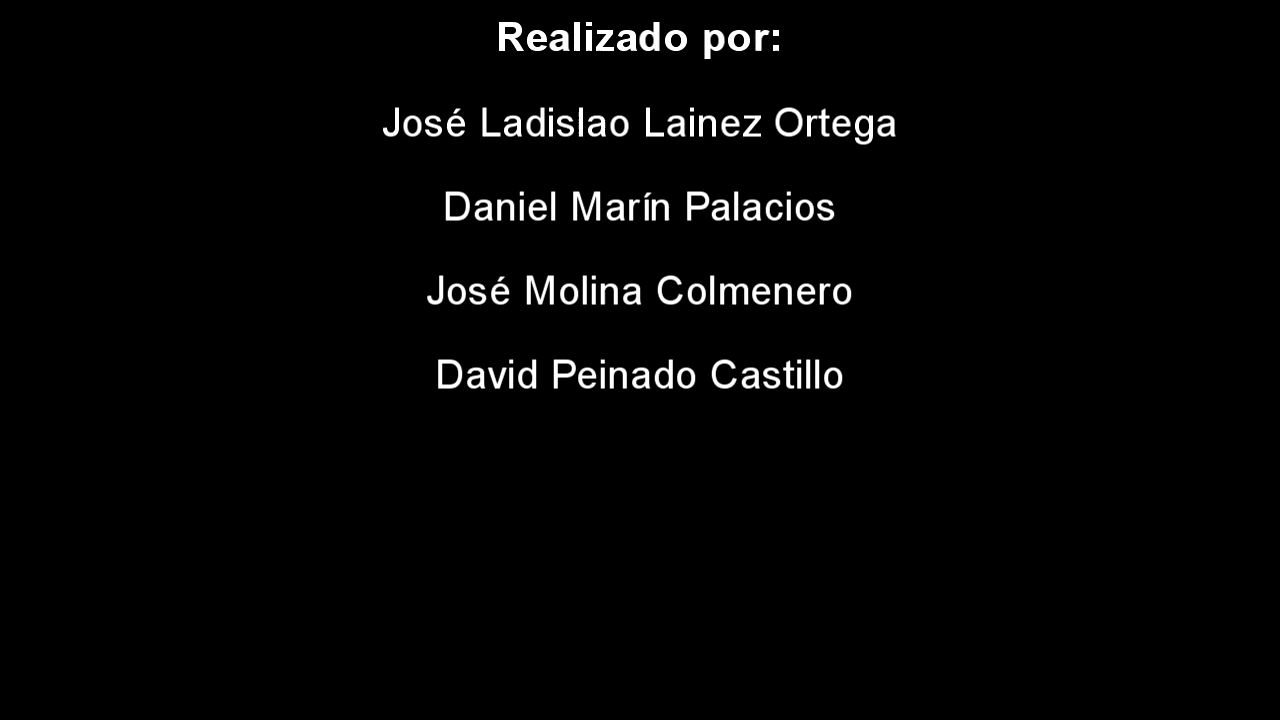 Realizado por:
José Ladislao Lainez Ortega
Daniel Marín Palacios
José Molina Colmenero
David Peinado Castillo